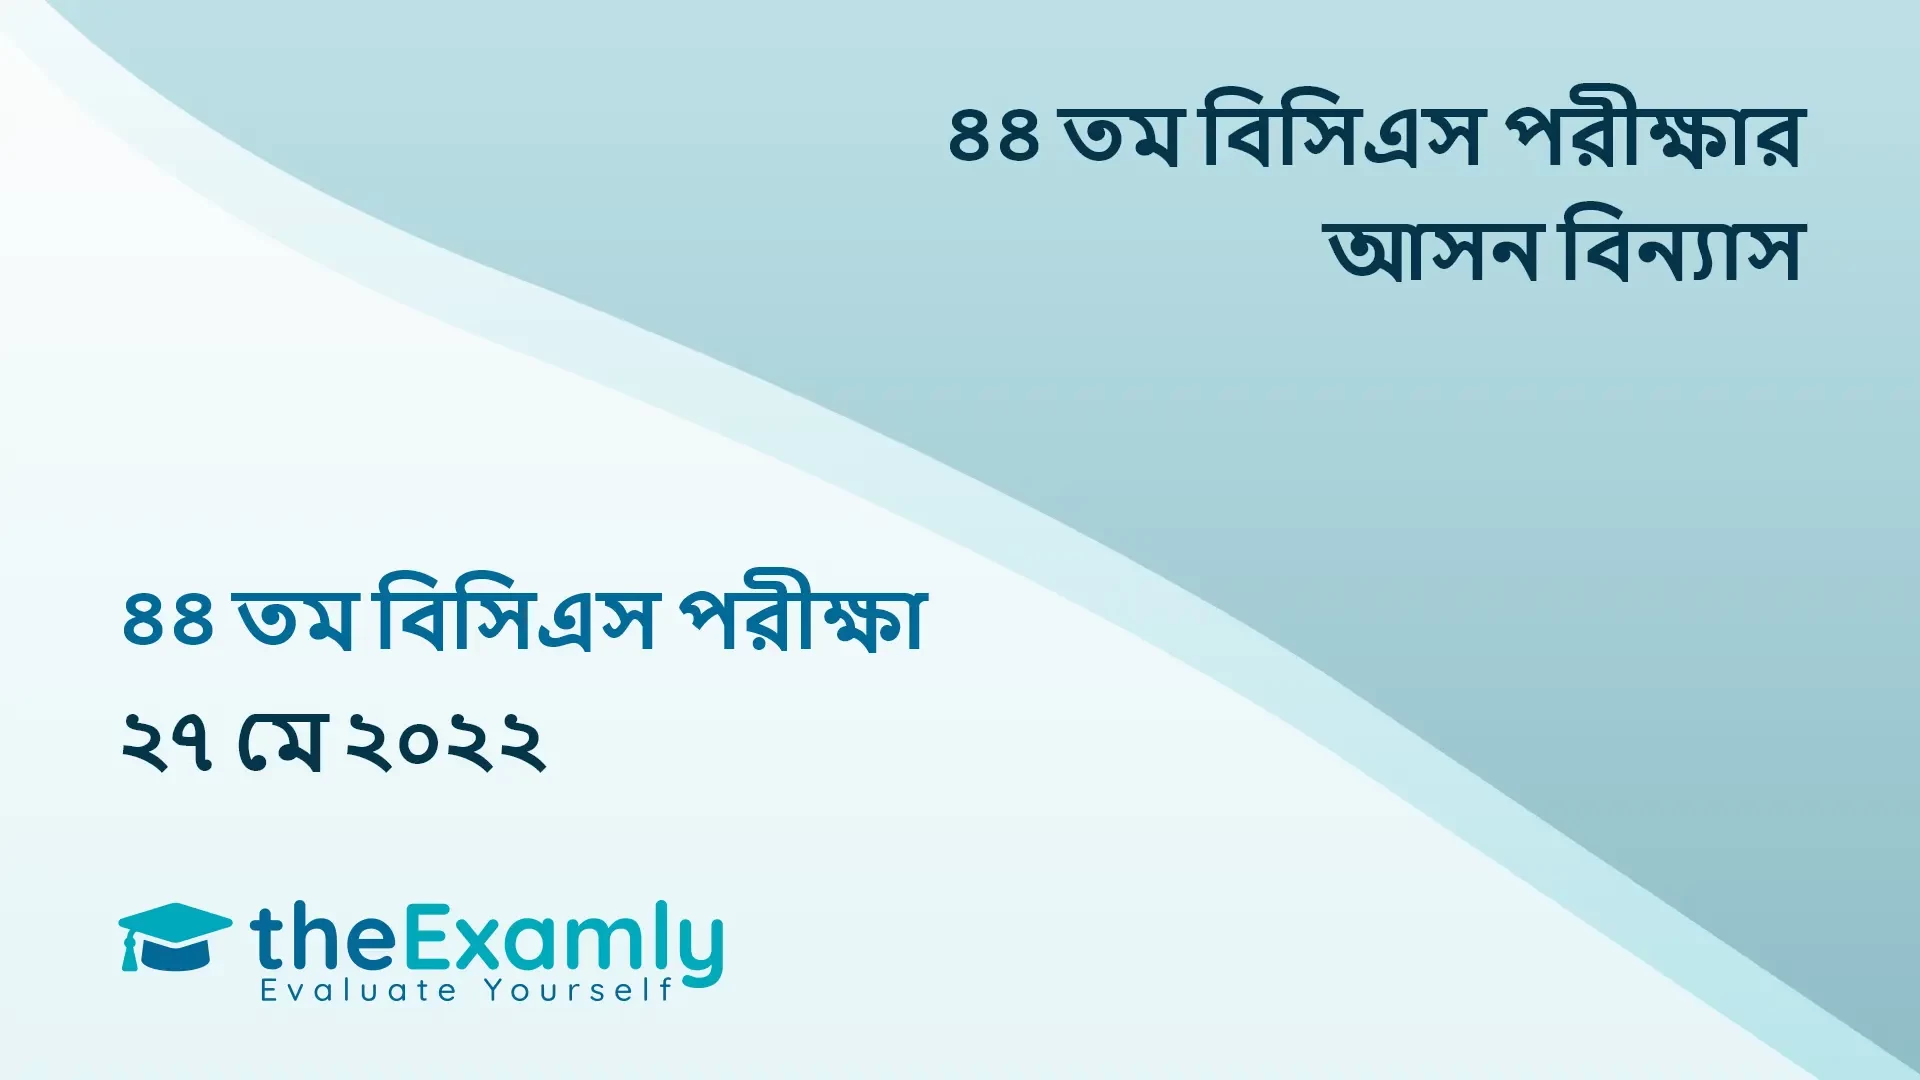 ৪৪ তম বিসিএস পরীক্ষার
আসন বিন্যাস
৪৪ তম বিসিএস পরীক্ষা
২৭ মে ২০২২
theExamly
Evaluate Yourself